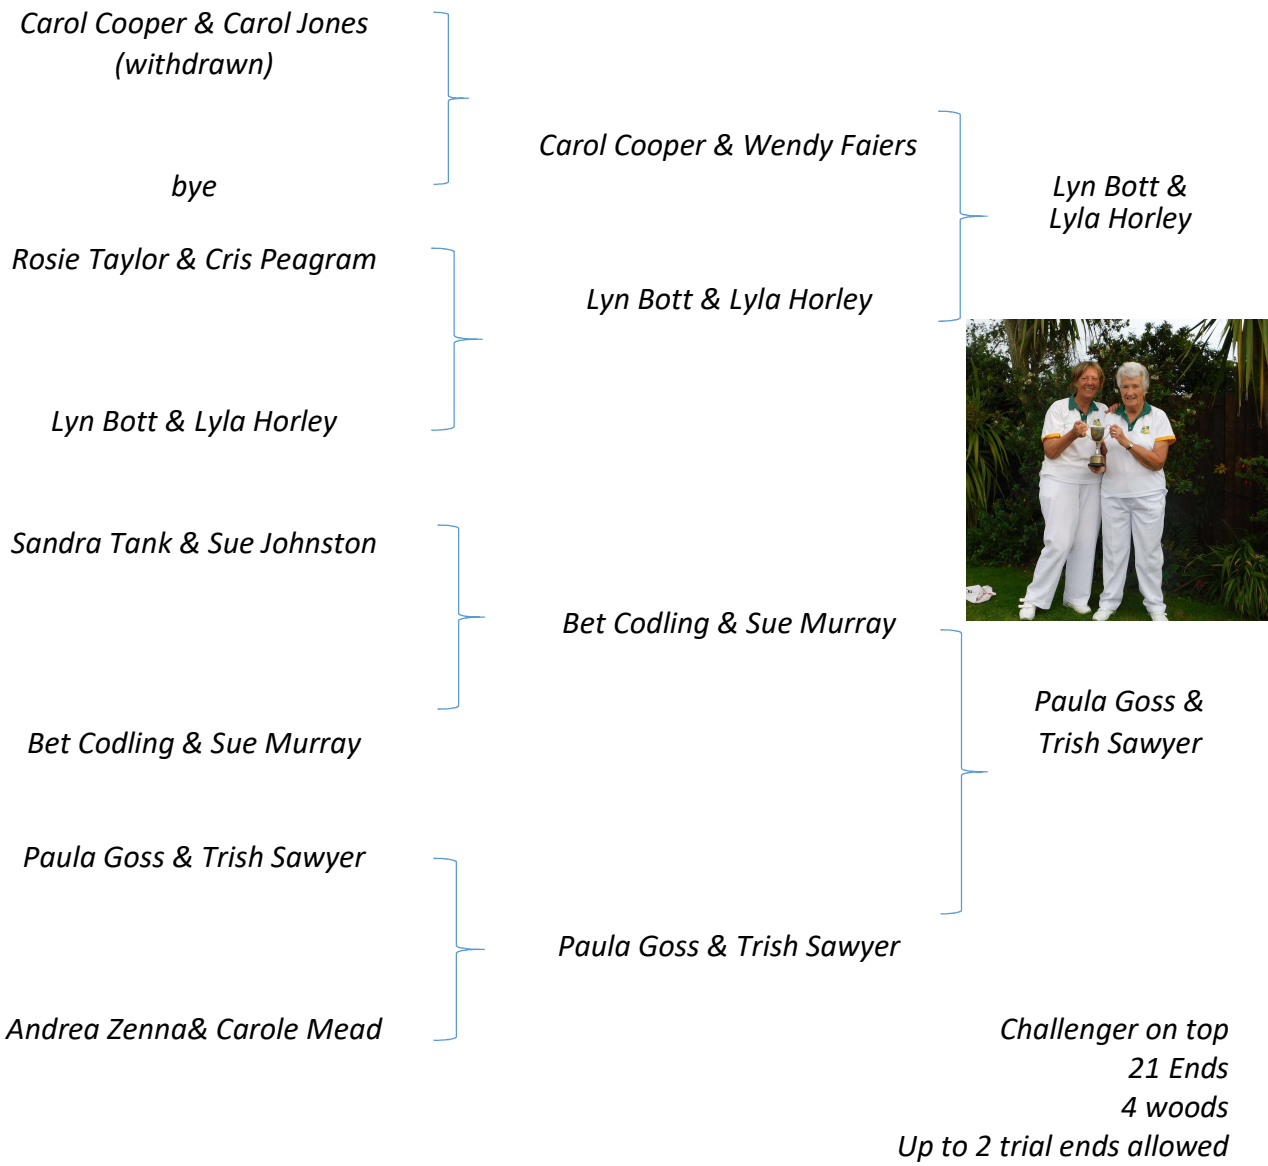 Carol Cooper & Carol Jones
(withdrawn)
bye
Rosie Taylor & Cris Peagram
Lyn Bott & Lyla Horley
Sandra Tank & Sue Johnston
Bet Codling & Sue Murray
Paula Goss & Trish Sawyer
Andrea Zenna& Carole Mead
Carol Cooper & Wendy Faiers
Lyn Bott & Lyla Horley
Bet Codling & Sue Murray
Paula Goss & Trish Sawyer
Lyn Bott &
Lyla Horley
Paula Goss &
Trish Sawyer
Challenger on top
21 Ends
4 woods
Up to 2 trial ends allowed